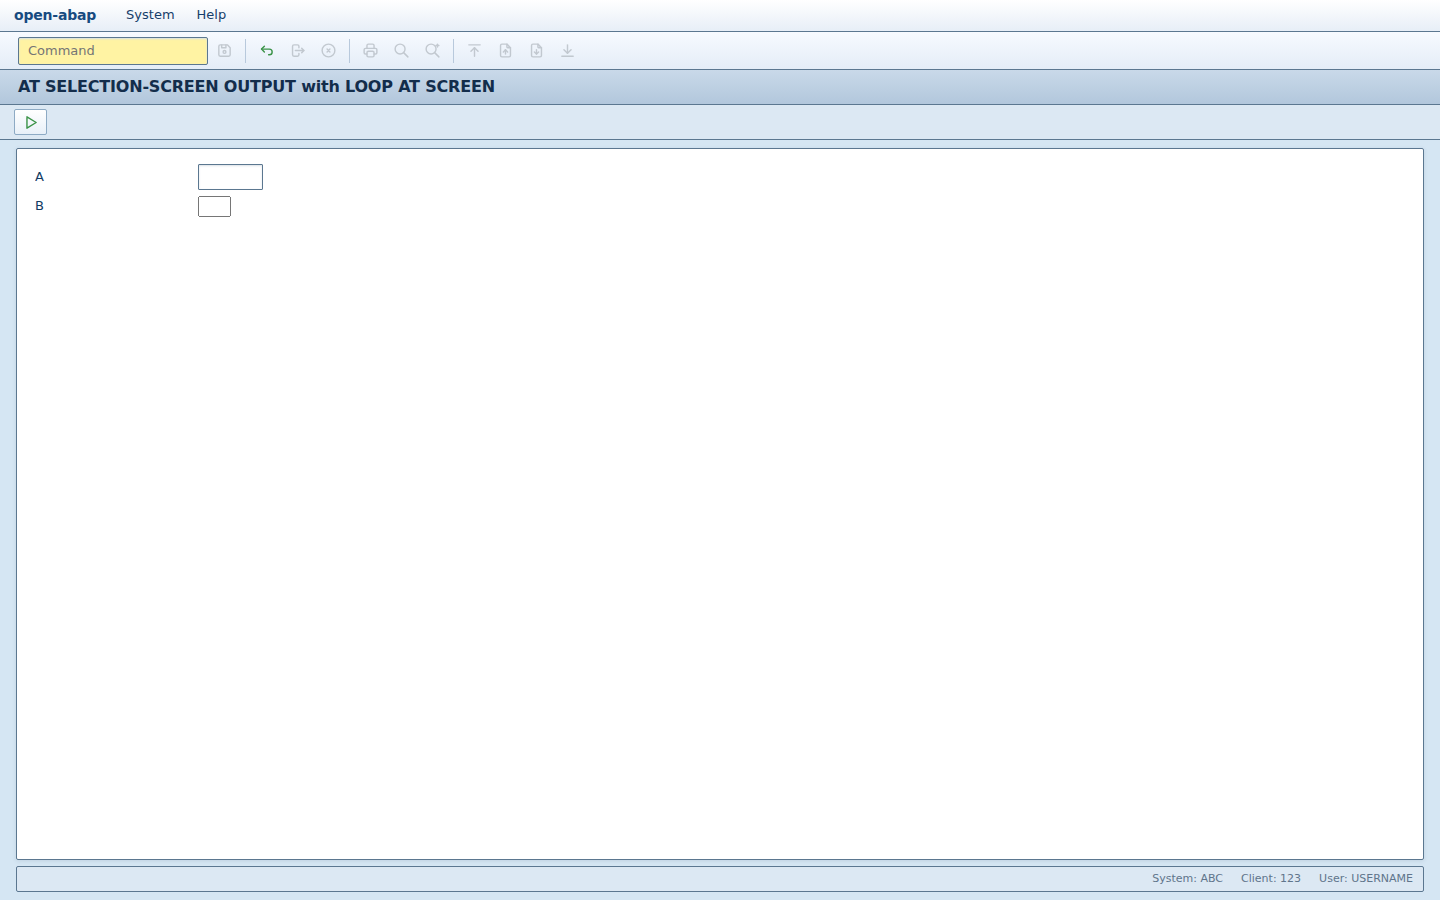 open-abap System Help
Command
AT SELECTION-SCREEN OUTPUT with LOOP AT SCREEN
A
B
System: ABC Client: 123 User: USERNAME